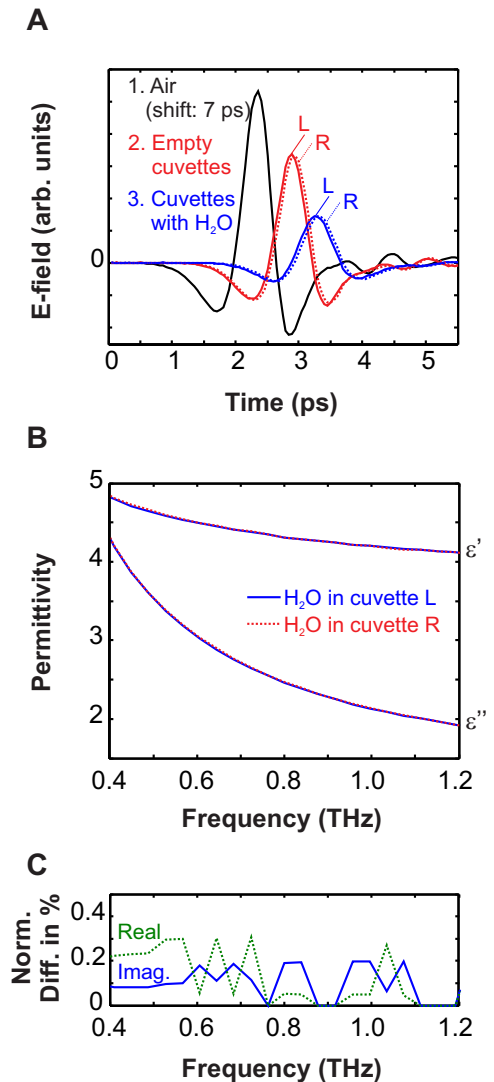 A
E-field (arb. units)
1. Air
(shift: 7 ps)
2. Empty
cuvettes
3. Cuvettes
with H₂O
L
R
L
R
0
0 1 2 3 4 5
Time (ps)
B
Permittivity
5
4
3
2
ε'
H₂O in cuvette L
H₂O in cuvette R
ε''
0.4 0.6 0.8 1.0 1.2
Frequency (THz)
C
Norm.
Diff. in %
0.4
0.2
0
Real
Imag.
0.4 0.6 0.8 1.0 1.2
Frequency (THz)